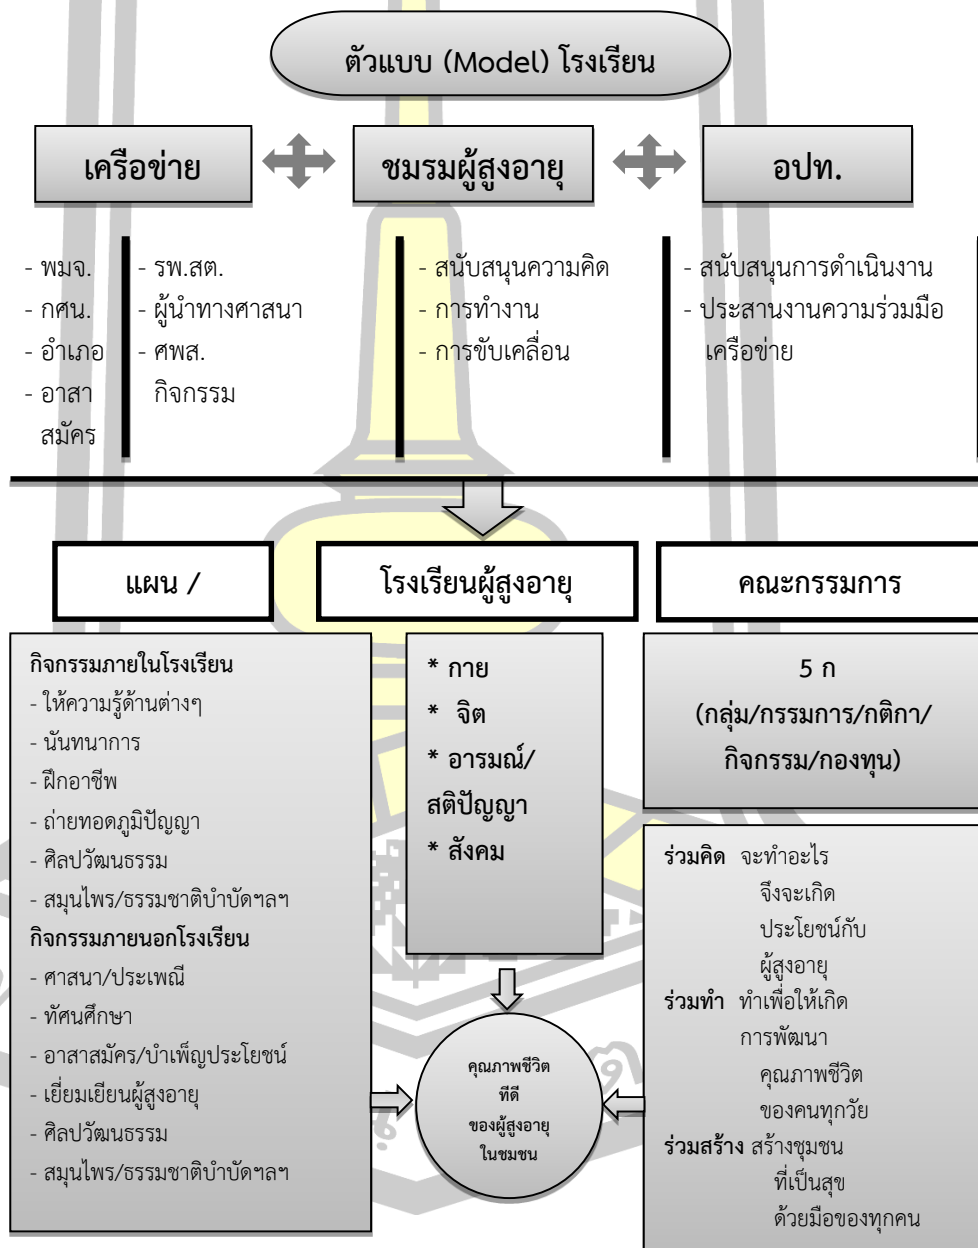 ตัวแบบ (Model) โรงเรียน
เครือข่าย
ชมรมผู้สูงอายุ
อปท.
- พมจ.
- กศน.
- อำเภอ
- อาสา
สมัคร
- รพ.สต.
- ผู้นำทางศาสนา
- ศพส.
กิจกรรม
- สนับสนุนความคิด
- การทำงาน
- การขับเคลื่อน
- สนับสนุนการดำเนินงาน
- ประสานงานความร่วมมือ
เครือข่าย
แผน /
โรงเรียนผู้สูงอายุ
คณะกรรมการ
กิจกรรมภายในโรงเรียน
- ให้ความรู้ด้านต่างๆ
- นันทนาการ
- ฝึกอาชีพ
- ถ่ายทอดภูมิปัญญา
- ศิลปวัฒนธรรม
- สมุนไพร/ธรรมชาติบำบัดฯลฯ
กิจกรรมภายนอกโรงเรียน
- ศาสนา/ประเพณี
- ทัศนศึกษา
- อาสาสมัคร/บำเพ็ญประโยชน์
- เยี่ยมเยียนผู้สูงอายุ
- ศิลปวัฒนธรรม
- สมุนไพร/ธรรมชาติบำบัดฯลฯ
* กาย
* จิต
* อารมณ์/
สติปัญญา
* สังคม
คุณภาพชีวิต
ที่ดี
ของผู้สูงอายุ
ในชมชน
5 ก
(กลุ่ม/กรรมการ/กติกา/
กิจกรรม/กองทุน)
ร่วมคิด จะทำอะไร
จึงจะเกิด
ประโยชน์กับ
ผู้สูงอายุ
ร่วมทำ ทำเพื่อให้เกิด
การพัฒนา
คุณภาพชีวิต
ของคนทุกวัย
ร่วมสร้าง สร้างชุมชน
ที่เป็นสุข
ด้วยมือของทุกคน